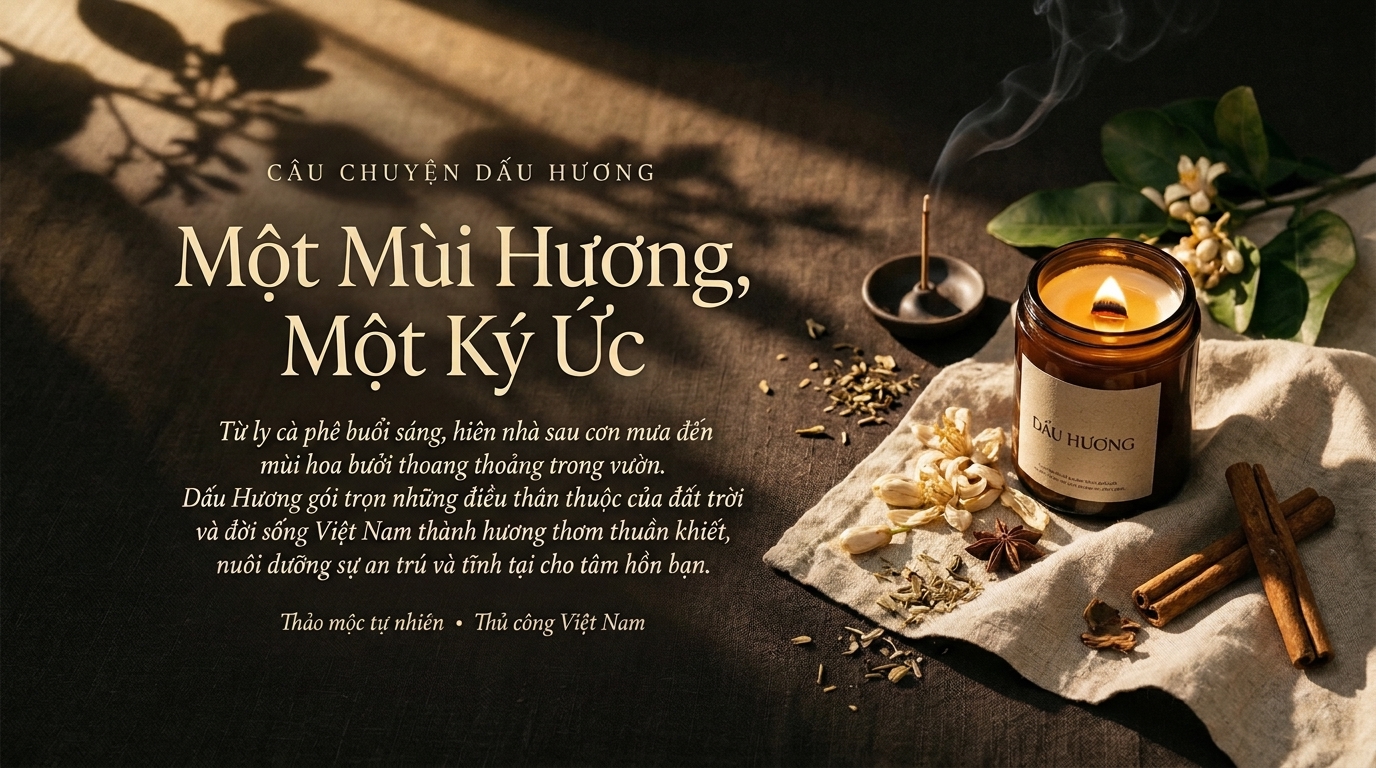 CÂU CHUYỆN DẤU HƯƠNG
Một Mùi Hương,
Một Ký Ức
Từ ly cà phê buổi sáng, hiên nhà sau cơn mưa đến
mùi hoa bưởi thoang thoảng trong vườn.
Dấu Hương gói trọn những điều thân thuộc của đất trời
và đời sống Việt Nam thành hương thơm thuần khiết,
nuôi dưỡng sự an trú và tĩnh tại cho tâm hồn bạn.
Thảo mộc tự nhién • Thủ công Việt Nam
DẤU HƯƠNG